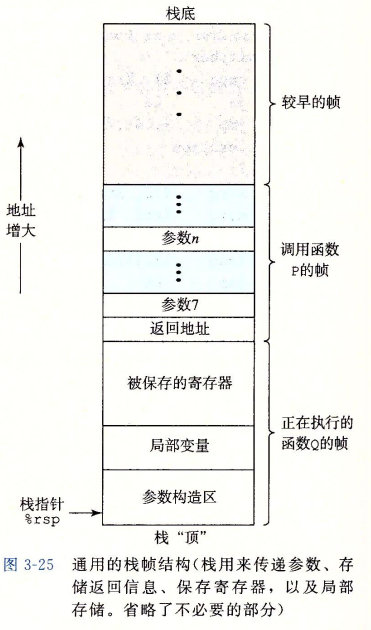 栈底
较早的帧
地址
增大
参数n
调用函数
P的帧
参数7
返回地址
被保存的寄存器
正在执行的
函数Q的帧
局部变量
参数构造区
栈指针
%rsp
栈“顶”
图 3-25 通用的栈帧结构(栈用来传递参数、存
储返回信息、保存寄存器，以及局部
存储。省略了不必要的部分)